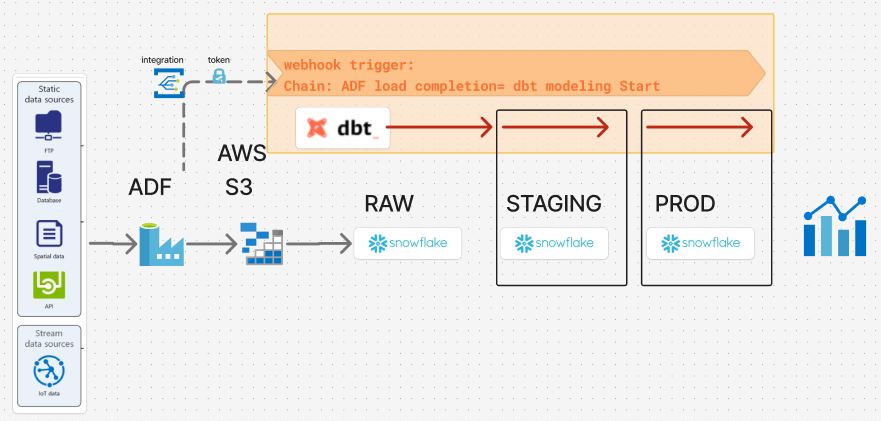 integration
token
webhook trigger:
Chain: ADF load completion= dbt modeling Start
Static
data sources
FTP
Database
Spatial data
API
Stream
data sources
IoT data
dbt_
AWS
S3
ADF
RAW
STAGING
PROD
snowflake
snowflake
snowflake